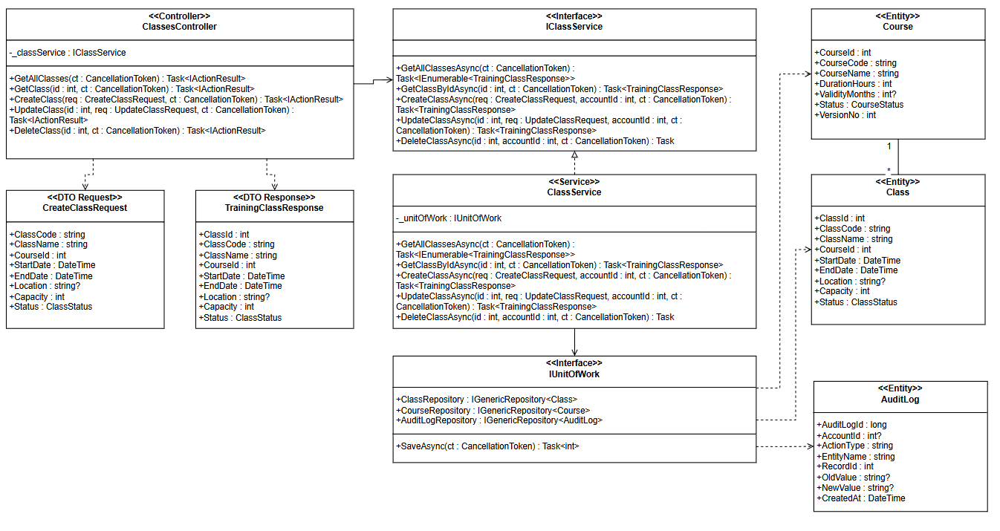 <<Controller>>
ClassesController
-_classService : IClassService
+GetAllClasses(ct : CancellationToken) : Task<IActionResult>
+GetClass(id : int, ct : CancellationToken) : Task<IActionResult>
+CreateClass(req : CreateClassRequest, ct : CancellationToken) : Task<IActionResult>
+UpdateClass(id : int, req : UpdateClassRequest, ct : CancellationToken) :
Task<IActionResult>
+DeleteClass(id : int, ct : CancellationToken) : Task<IActionResult>
<<Interface>>
IClassService
+GetAllClassesAsync(ct : CancellationToken) :
Task<IEnumerable<TrainingClassResponse>>
+GetClassByIdAsync(id : int, ct : CancellationToken) : Task<TrainingClassResponse>
+CreateClassAsync(req : CreateClassRequest, accountId : int, ct : CancellationToken) :
Task<TrainingClassResponse>
+UpdateClassAsync(id : int, req : UpdateClassRequest, accountId : int, ct :
CancellationToken) : Task<TrainingClassResponse>
+DeleteClassAsync(id : int, accountId : int, ct : CancellationToken) : Task
<<Entity>>
Course
+CourseId : int
+CourseCode : string
+CourseName : string
+DurationHours : int
+ValidityMonths : int?
+Status : CourseStatus
+VersionNo : int
1
*
<<DTO Request>>
CreateClassRequest
+ClassCode : string
+ClassName : string
+CourseId : int
+StartDate : DateTime
+EndDate : DateTime
+Location : string?
+Capacity : int
+Status : ClassStatus
<<DTO Response>>
TrainingClassResponse
+ClassId : int
+ClassCode : string
+ClassName : string
+CourseId : int
+StartDate : DateTime
+EndDate : DateTime
+Location : string?
+Capacity : int
+Status : ClassStatus
<<Service>>
ClassService
-_unitOfWork : IUnitOfWork
+GetAllClassesAsync(ct : CancellationToken) :
Task<IEnumerable<TrainingClassResponse>>
+GetClassByIdAsync(id : int, ct : CancellationToken) : Task<TrainingClassResponse>
+CreateClassAsync(req : CreateClassRequest, accountId : int, ct : CancellationToken) :
Task<TrainingClassResponse>
+UpdateClassAsync(id : int, req : UpdateClassRequest, accountId : int, ct :
CancellationToken) : Task<TrainingClassResponse>
+DeleteClassAsync(id : int, accountId : int, ct : CancellationToken) : Task
<<Entity>>
Class
+ClassId : int
+ClassCode : string
+ClassName : string
+CourseId : int
+StartDate : DateTime
+EndDate : DateTime
+Location : string?
+Capacity : int
+Status : ClassStatus
<<Interface>>
IUnitOfWork
+ClassRepository : IGenericRepository<Class>
+CourseRepository : IGenericRepository<Course>
+AuditLogRepository : IGenericRepository<AuditLog>
+SaveAsync(ct : CancellationToken) : Task<int>
<<Entity>>
AuditLog
+AuditLogId : long
+AccountId : int?
+ActionType : string
+EntityName : string
+RecordId : int
+OldValue : string?
+NewValue : string?
+CreatedAt : DateTime